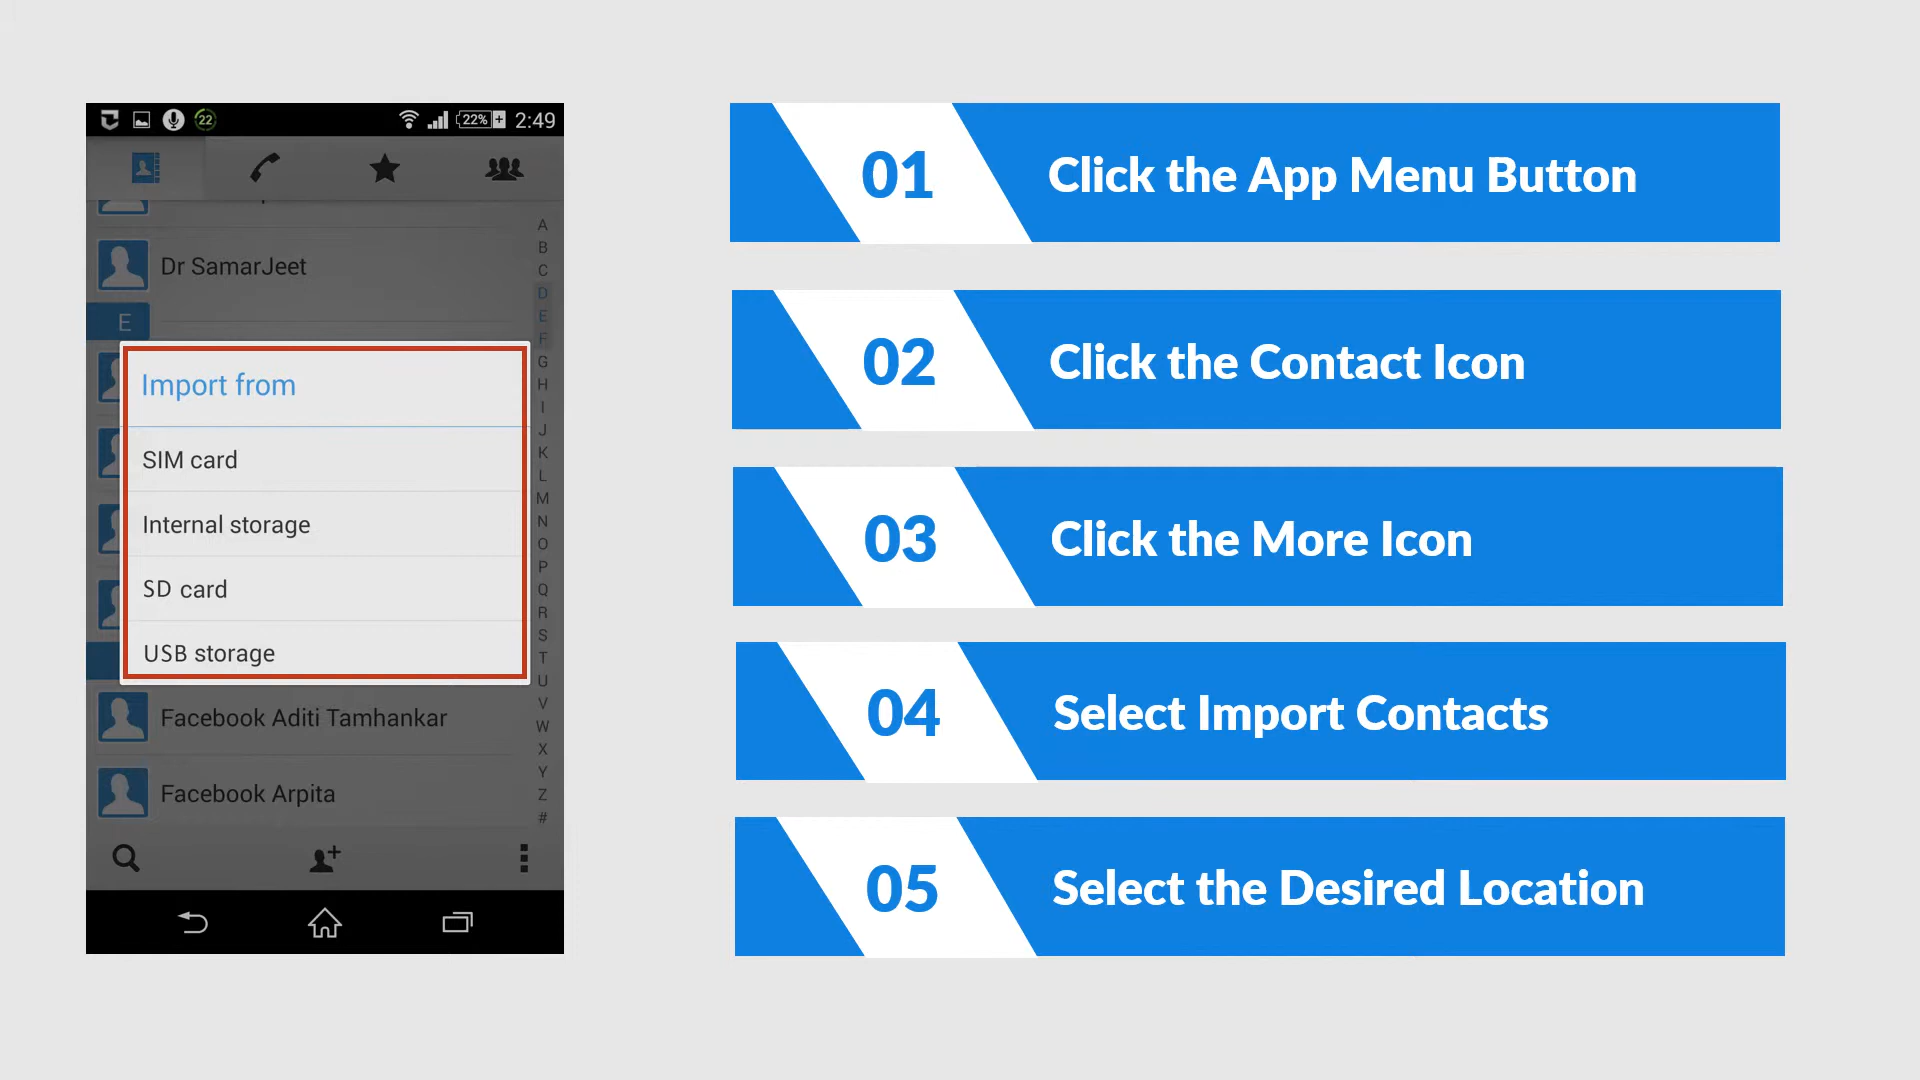 22
22%
2:49
Dr SamarJeet
E
Import from
SIM card
Internal storage
SD card
USB storage
Facebook Aditi Tamhankar
Facebook Arpita
A
B
C
D
E
F
G
H
I
J
K
L
M
N
O
P
Q
R
S
T
U
V
W
X
Y
Z
#
01 Click the App Menu Button
02 Click the Contact Icon
03 Click the More Icon
04 Select Import Contacts
05 Select the Desired Location